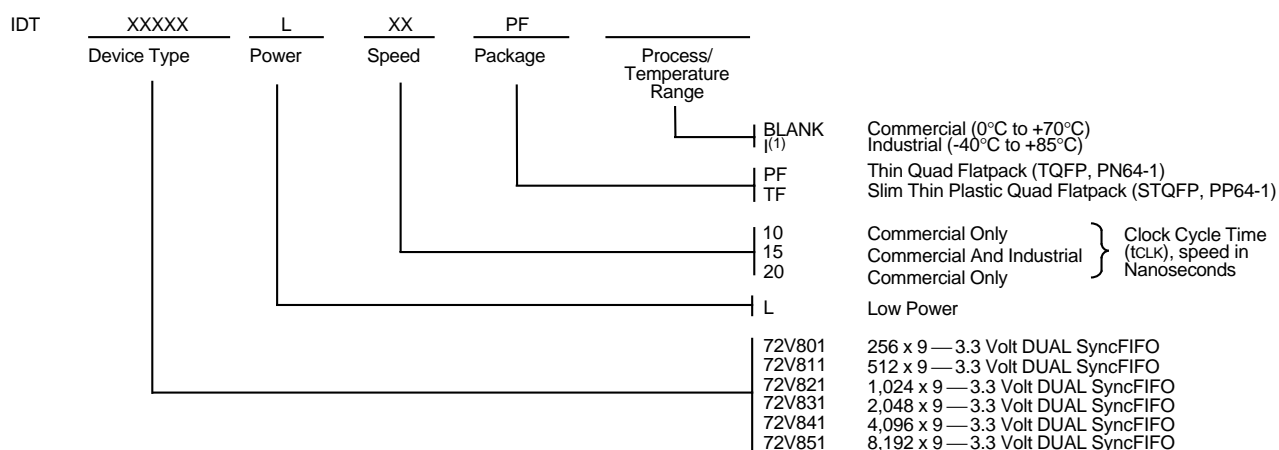 IDT XXXXX L XX PF
Device Type Power Speed Package Process/
Temperature
Range
BLANK Commercial (0°C to +70°C)
I(1) Industrial (-40°C to +85°C)
PF Thin Quad Flatpack (TQFP, PN64-1)
TF Slim Thin Plastic Quad Flatpack (STQFP, PP64-1)
10 Commercial Only
15 Commercial And Industrial
20 Commercial Only
Clock Cycle Time
(tCLK), speed in
Nanoseconds
L Low Power
72V801 256 x 9 — 3.3 Volt DUAL SyncFIFO
72V811 512 x 9 — 3.3 Volt DUAL SyncFIFO
72V821 1,024 x 9 — 3.3 Volt DUAL SyncFIFO
72V831 2,048 x 9 — 3.3 Volt DUAL SyncFIFO
72V841 4,096 x 9 — 3.3 Volt DUAL SyncFIFO
72V851 8,192 x 9 — 3.3 Volt DUAL SyncFIFO